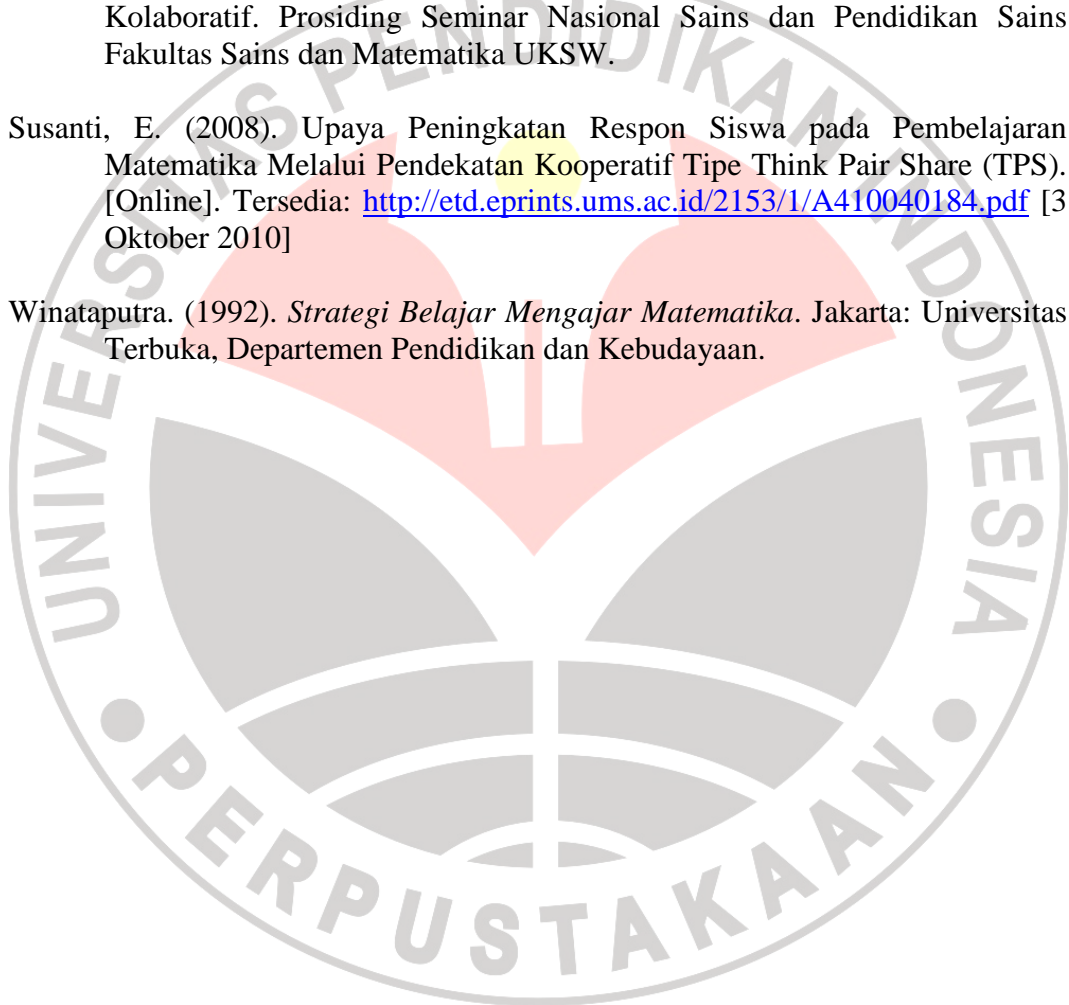 Kolaboratif. Prosiding Seminar Nasional Sains dan Pendidikan Sains
Fakultas Sains dan Matematika UKSW.
Susanti, E. (2008). Upaya Peningkatan Respon Siswa pada Pembelajaran
Matematika Melalui Pendekatan Kooperatif Tipe Think Pair Share (TPS).
[Online]. Tersedia: http://etd.eprints.ums.ac.id/2153/1/A410040184.pdf [3
Oktober 2010]
Winataputra. (1992). Strategi Belajar Mengajar Matematika. Jakarta: Universitas
Terbuka, Departemen Pendidikan dan Kebudayaan.
UNIVERSITAS PENDIDIKAN INDONESIA
PERPUSTAKAAN